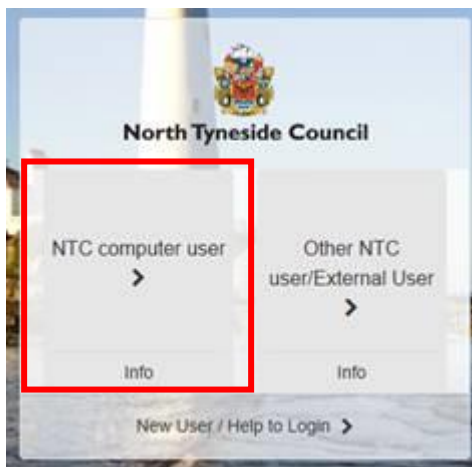 North Tyneside Council
NTC computer user
Other NTC
user/External User
Info
Info
New User / Help to Login